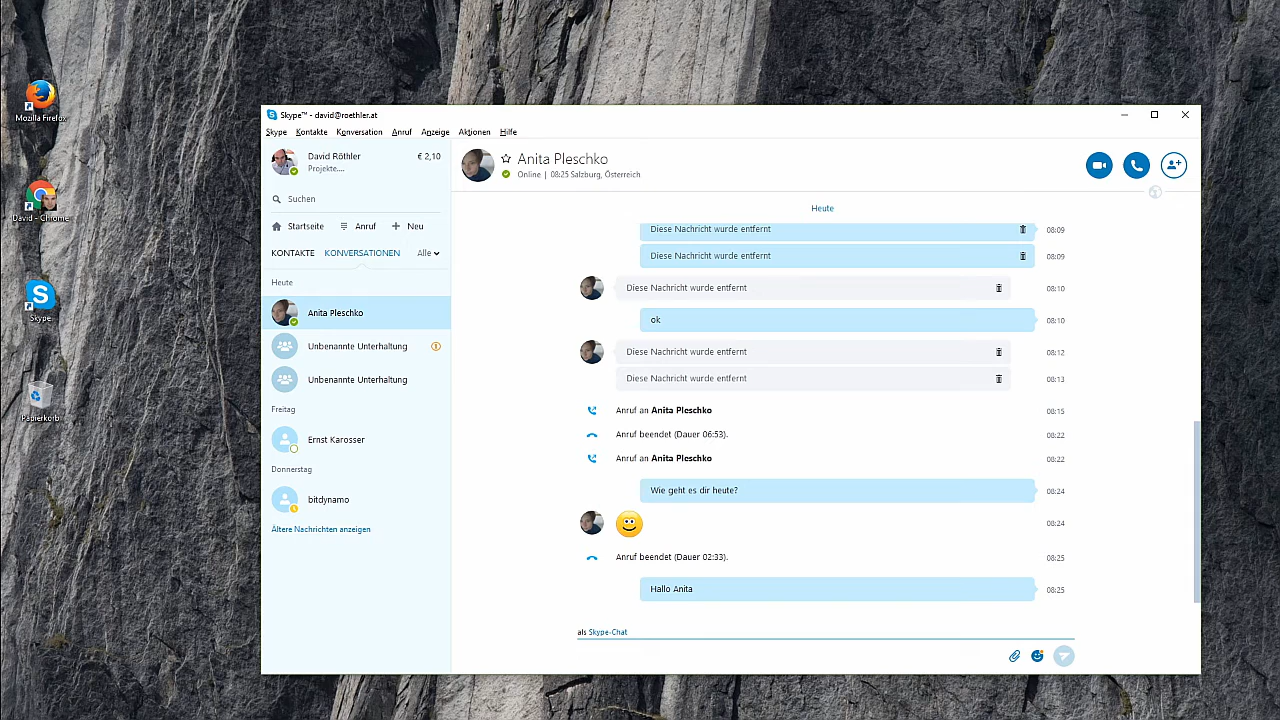 Mozilla Firefox
David - Chrome
Skype
Papierkorb
Skype™ - david@roethler.at
Skype Kontakte Konversation Anruf Anzeige Aktionen Hilfe
David Röthler € 2,10
Projekte....
Suchen
Startseite Anruf Neu
KONTAKTE KONVERSATIONEN Alle
Heute
Anita Pleschko
Unbenannte Unterhaltung
Unbenannte Unterhaltung
Freitag
Ernst Karosser
Donnerstag
bitdynamo
Ältere Nachrichten anzeigen
Anita Pleschko
Online | 08:25 Salzburg, Österreich
Heute
Diese Nachricht wurde entfernt 08:09
Diese Nachricht wurde entfernt 08:09
Diese Nachricht wurde entfernt 08:10
ok 08:10
Diese Nachricht wurde entfernt 08:12
Diese Nachricht wurde entfernt 08:13
Anruf an Anita Pleschko 08:15
Anruf beendet (Dauer 06:53). 08:22
Anruf an Anita Pleschko 08:22
Wie geht es dir heute? 08:24
08:24
Anruf beendet (Dauer 02:33). 08:25
Hallo Anita 08:25
als Skype-Chat